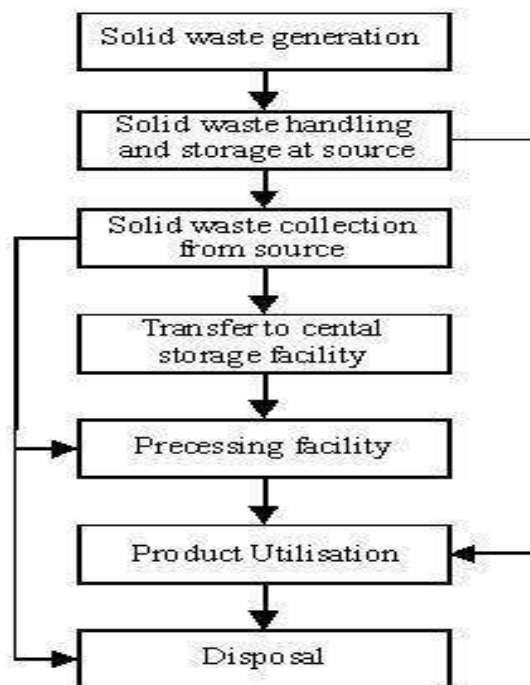 Solid waste generation
Solid waste handling
and storage at source
Solid waste collection
from source
Transfer to cental
storage facility
Precessing facility
Product Utilisation
Disposal